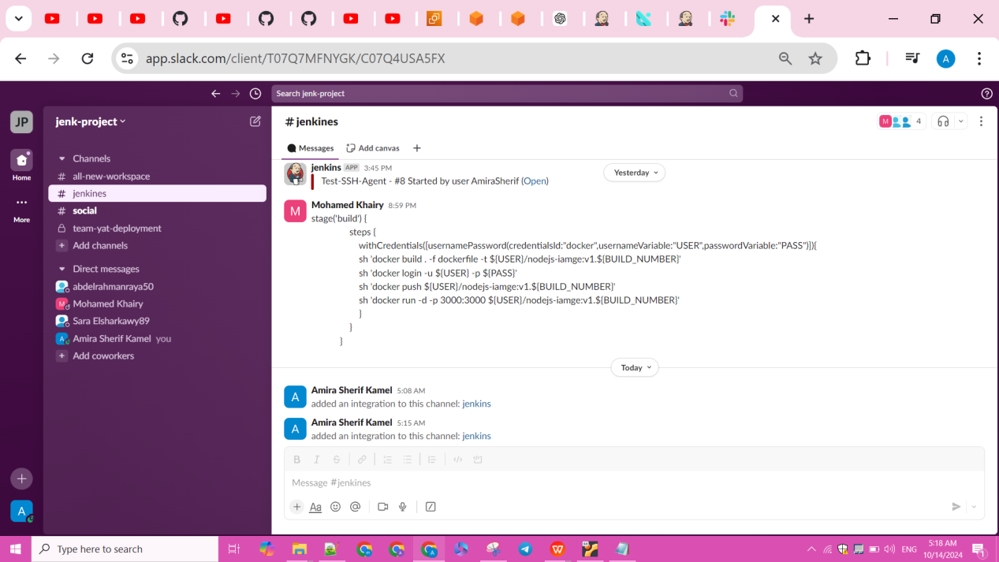 app.slack.com/client/T07Q7MFNYGK/C07Q4USA5FX
A
Search jenk-project
JP
jenk-project
Home
More
Channels
# all-new-workspace
# jenkines
# social
team-yat-deployment
+ Add channels
Direct messages
abdelrahmanraya50
M Mohamed Khairy
Sara Elsharkawy89
A Amira Sherif Kamel you
+ Add coworkers
A
# jenkines
M 4
Messages Add canvas +
Yesterday
jenkins APP 3:45 PM
Test-SSH-Agent - #8 Started by user AmiraSherif (Open)
M
Mohamed Khairy 8:59 PM
stage('build') {
steps {
withCredentials([usernamePassword(credentialsId:"docker",usernameVariable:"USER",passwordVariable:"PASS")]){
sh 'docker build . -f dockerfile -t ${USER}/nodejs-iamge:v1.${BUILD_NUMBER}'
sh 'docker login -u ${USER} -p ${PASS}'
sh 'docker push ${USER}/nodejs-iamge:v1.${BUILD_NUMBER}'
sh 'docker run -d -p 3000:3000 ${USER}/nodejs-iamge:v1.${BUILD_NUMBER}'
}
}
}
Today
A
Amira Sherif Kamel 5:08 AM
added an integration to this channel: jenkins
A
Amira Sherif Kamel 5:15 AM
added an integration to this channel: jenkins
B I S
Message #jenkines
+ Aa @
Type here to search
ENG
5:18 AM
10/14/2024
1